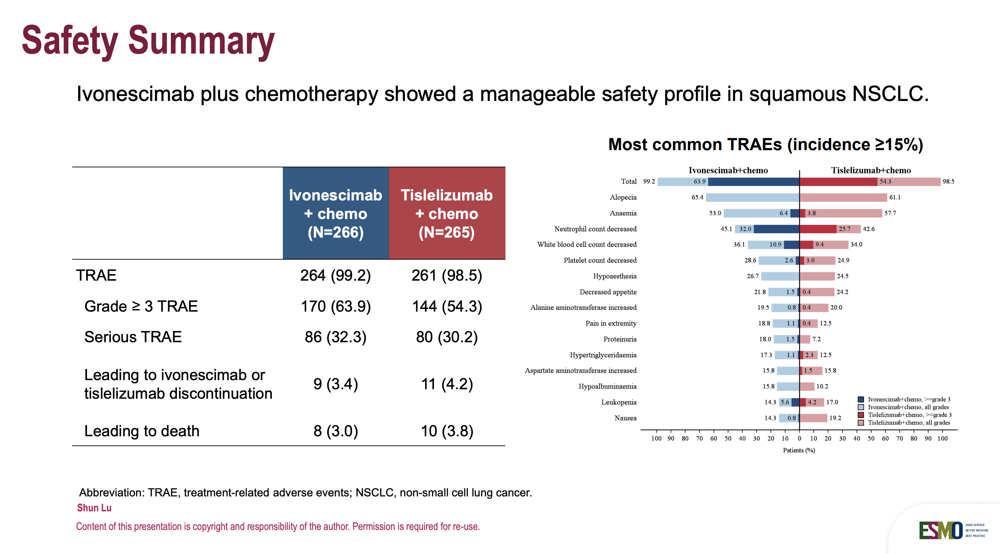 Safety Summary
Ivonescimab plus chemotherapy showed a manageable safety profile in squamous NSCLC.
Ivonescimab
+ chemo
(N=266)
Tislelizumab
+ chemo
(N=265)
TRAE 264 (99.2) 261 (98.5)
Grade ≥ 3 TRAE 170 (63.9) 144 (54.3)
Serious TRAE 86 (32.3) 80 (30.2)
Leading to ivonescimab or
tislelizumab discontinuation 9 (3.4) 11 (4.2)
Leading to death 8 (3.0) 10 (3.8)
Most common TRAEs (incidence ≥15%)
Ivonescimab+chemo Tislelizumab+chemo
Total 99.2 63.9 54.3 98.5
Alopecia 65.4 61.1
Anaemia 53.0 6.4 3.8 57.7
Neutrophil count decreased 45.1 32.0 25.7 42.6
White blood cell count decreased 36.1 10.9 9.4 34.0
Platelet count decreased 28.6 2.6 3.0 24.9
Hypoaesthesia 26.7 24.5
Decreased appetite 21.8 1.5 0.4 24.2
Alanine aminotransferase increased 19.5 0.8 0.4 20.0
Pain in extremity 18.8 1.1 0.4 12.5
Proteinuria 18.0 1.5 7.2
Hypertriglyceridaemia 17.3 1.1 2.3 12.5
Aspartate aminotransferase increased 15.8 1.5 15.8
Hypoalbuminaemia 15.8 10.2
Leukopenia 14.3 5.6 4.2 17.0
Nausea 14.3 0.8 19.2
Ivonescimab+chemo, >=grade 3
Ivonescimab+chemo, all grades
Tislelizumab+chemo, >=grade 3
Tislelizumab+chemo, all grades
100 90 80 70 60 50 40 30 20 10 0 10 20 30 40 50 60 70 80 90 100
Patients (%)
Abbreviation: TRAE, treatment-related adverse events; NSCLC, non-small cell lung cancer.
Shun Lu
Content of this presentation is copyright and responsibility of the author. Permission is required for re-use.
ESMO
GOOD SCIENCE
BETTER MEDICINE
BEST PRACTICE